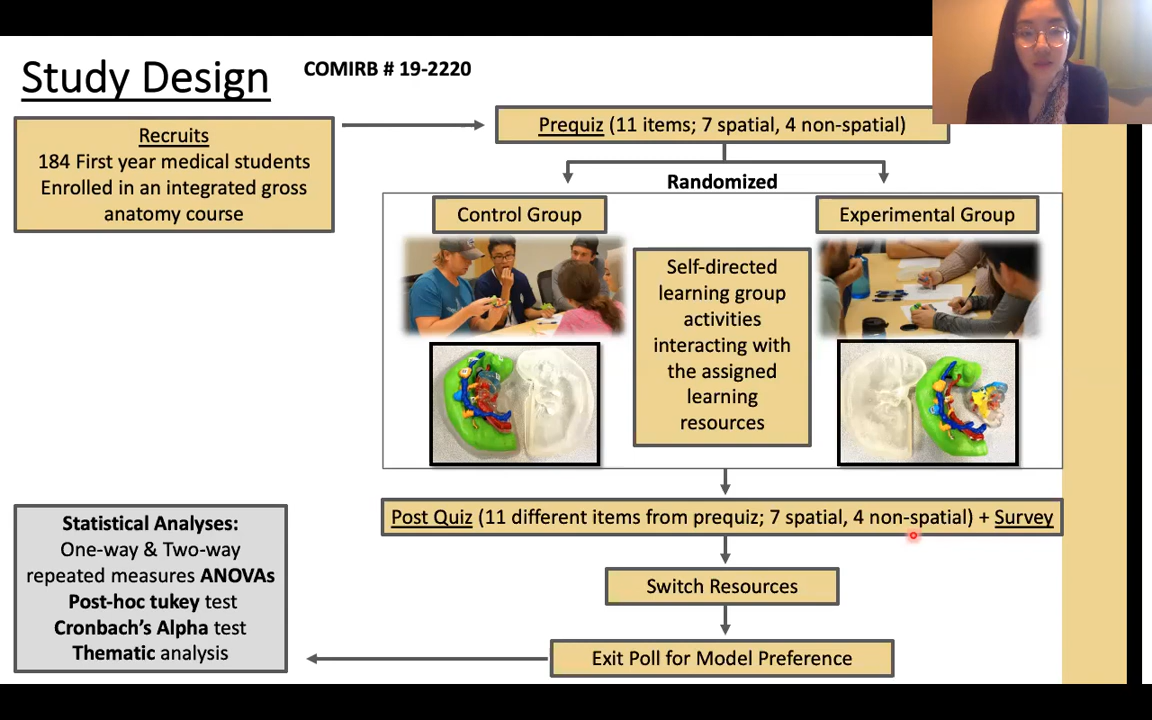 Study Design
COMIRB # 19-2220
Recruits
184 First year medical students
Enrolled in an integrated gross
anatomy course
Prequiz (11 items; 7 spatial, 4 non-spatial)
Randomized
Control Group
Experimental Group
Self-directed
learning group
activities
interacting with
the assigned
learning
resources
Post Quiz (11 different items from prequiz; 7 spatial, 4 non-spatial) + Survey
Switch Resources
Exit Poll for Model Preference
Statistical Analyses:
One-way & Two-way
repeated measures ANOVAs
Post-hoc tukey test
Cronbach's Alpha test
Thematic analysis